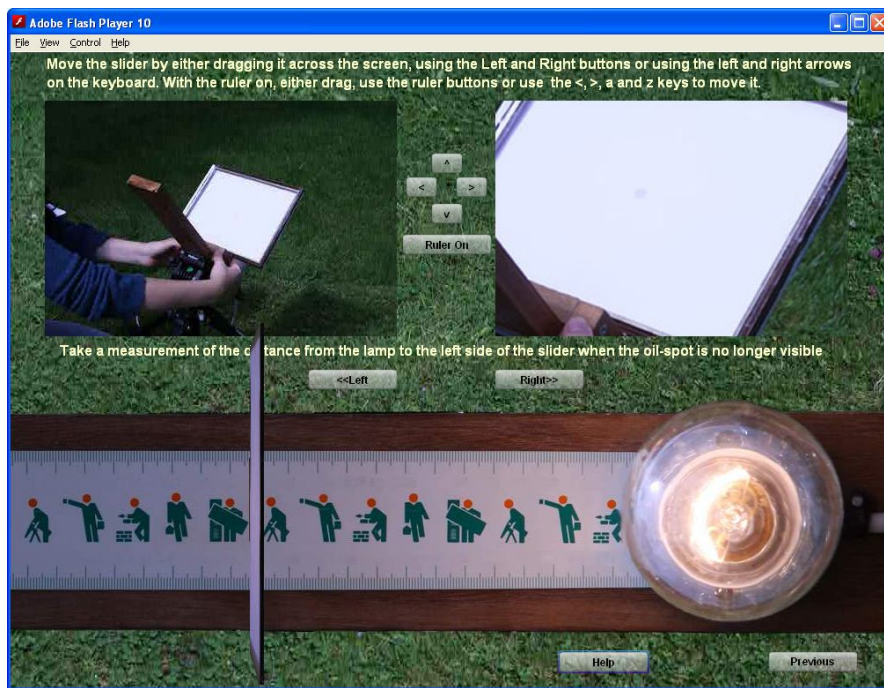 Adobe Flash Player 10
File View Control Help
Move the slider by either dragging it across the screen, using the Left and Right buttons or using the left and right arrows
on the keyboard. With the ruler on, either drag, use the ruler buttons or use the <, >, a and z keys to move it.
^
< >
v
Ruler On
Take a measurement of the d tance from the lamp to the left side of the slider when the oil-spot is no longer visible
<<Left Right>>
Help Previous